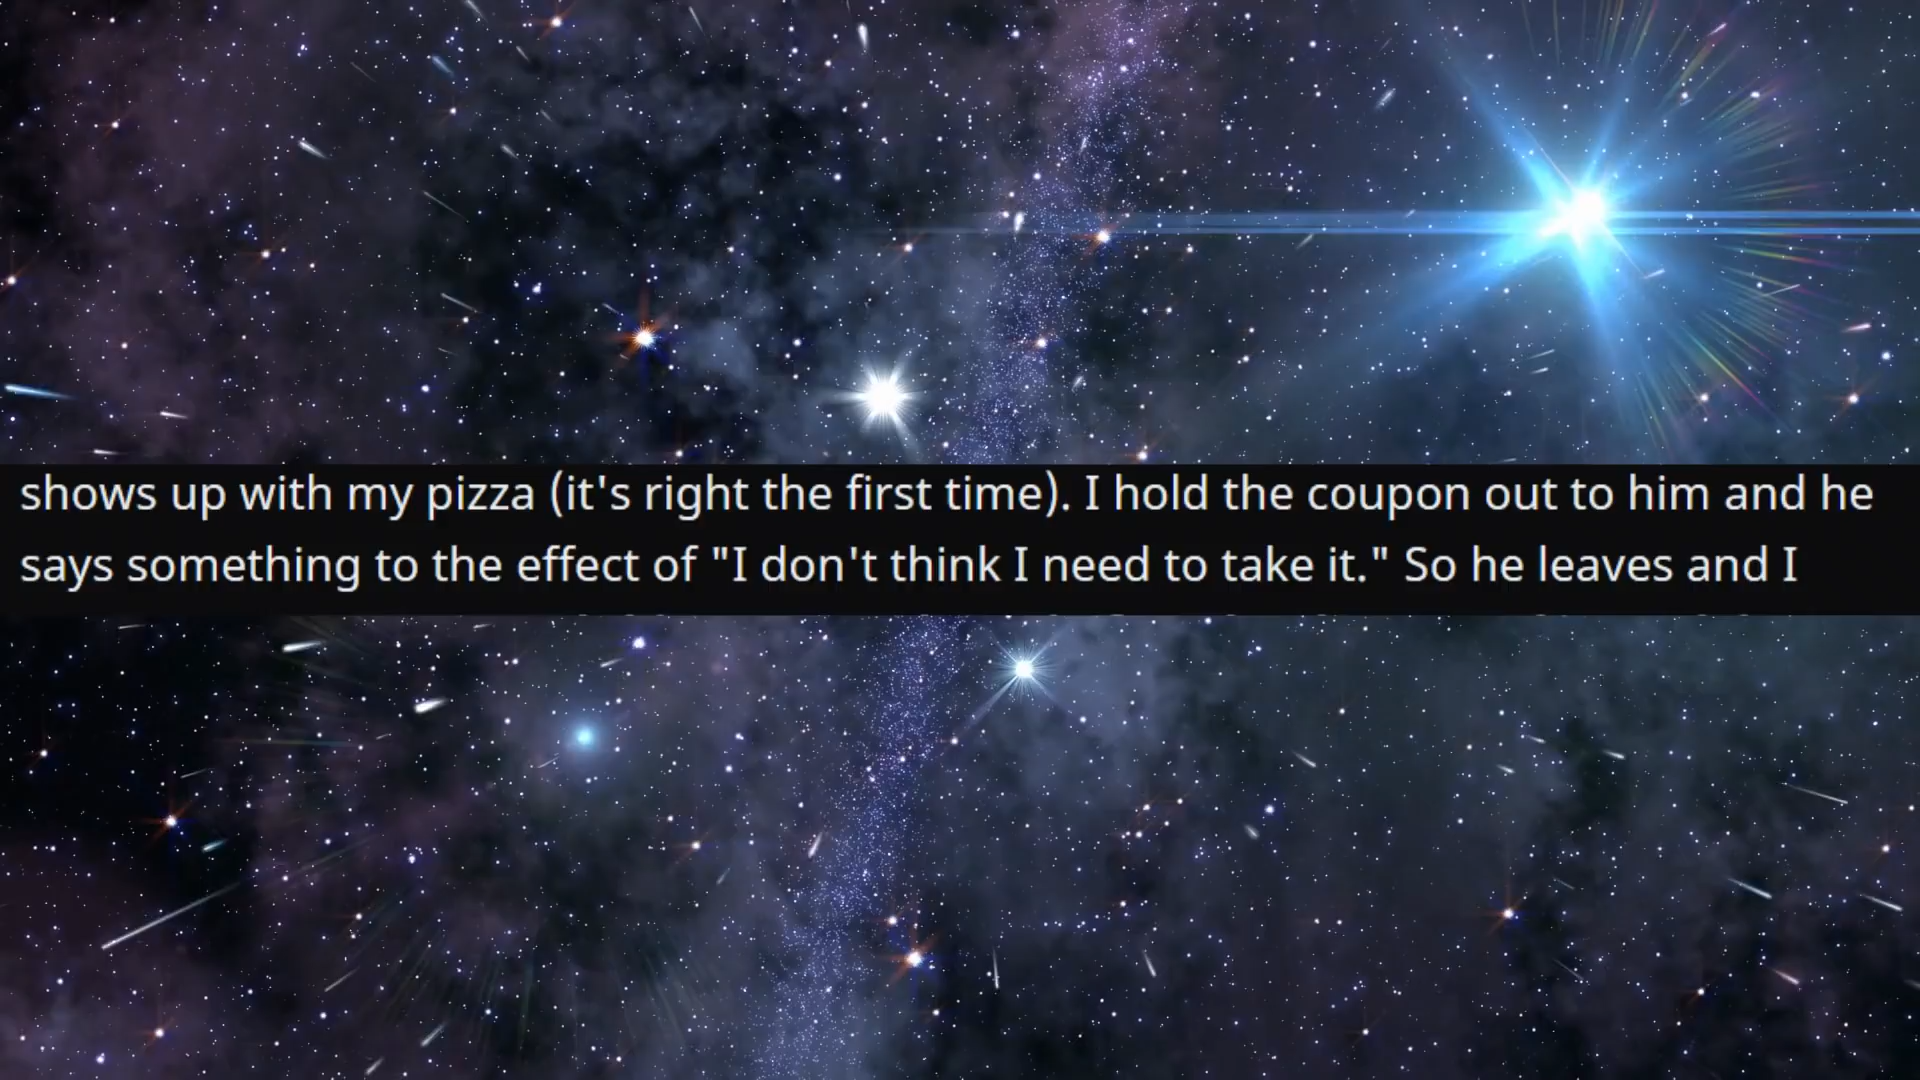 shows up with my pizza (it's right the first time). I hold the coupon out to him and he
says something to the effect of "I don't think I need to take it." So he leaves and I